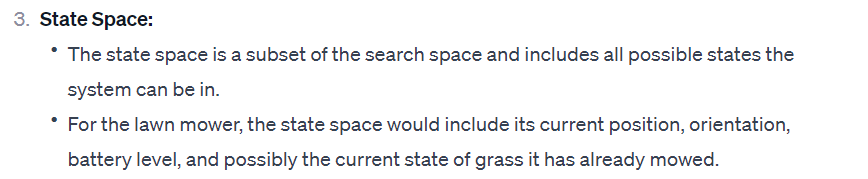 3. State Space:
• The state space is a subset of the search space and includes all possible states the
system can be in.
• For the lawn mower, the state space would include its current position, orientation,
battery level, and possibly the current state of grass it has already mowed.